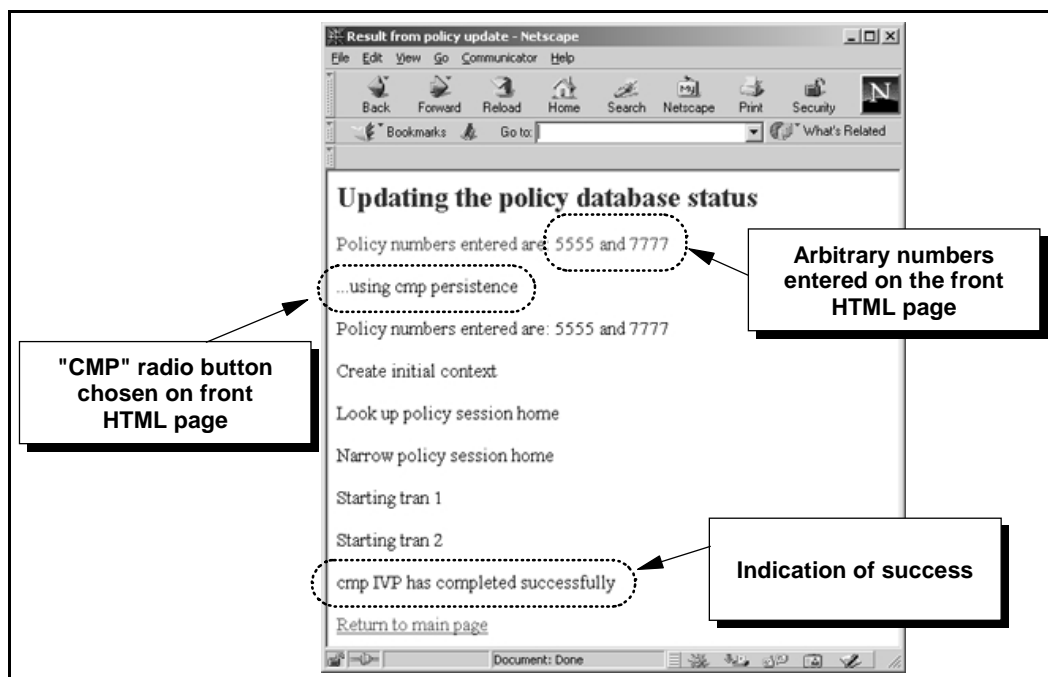 Result from policy update - Netscape
File Edit View Go Communicator Help
Back Forward Reload Home Search Netscape Print Security
N
My
Bookmarks Go to: What's Related
Updating the policy database status
Policy numbers entered are: 5555 and 7777
...using cmp persistence
Policy numbers entered are: 5555 and 7777
Create initial context
Look up policy session home
Narrow policy session home
Starting tran 1
Starting tran 2
cmp IVP has completed successfully
Return to main page
Document: Done
Arbitrary numbers
entered on the front
HTML page
"CMP" radio button
chosen on front
HTML page
Indication of success